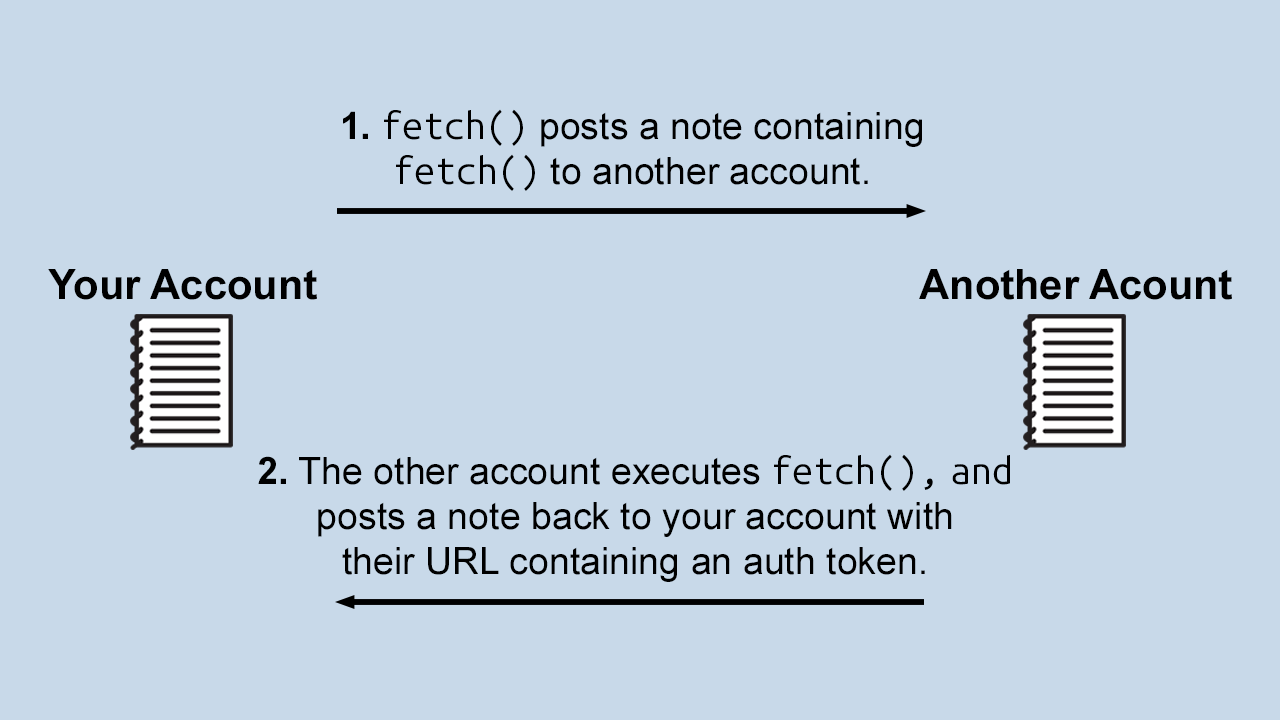 1. fetch() posts a note containing
fetch() to another account.
Your Account
Another Acount
2. The other account executes fetch(), and
posts a note back to your account with
their URL containing an auth token.